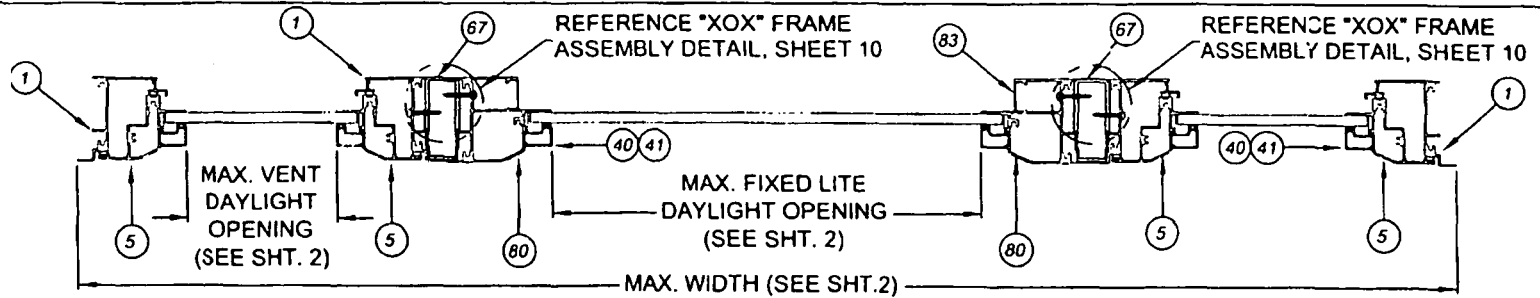 1
67
REFERENCE "XOX" FRAME
ASSEMBLY DETAIL, SHEET 10
83
67
REFERENCE "XOX" FRAME
ASSEMBLY DETAIL, SHEET 10
1
1
40 41
40 41
MAX. VENT
DAYLIGHT
OPENING
(SEE SHT. 2)
MAX. FIXED LITE
DAYLIGHT OPENING
(SEE SHT. 2)
5
5
80
80
5
5
MAX. WIDTH (SEE SHT.2)